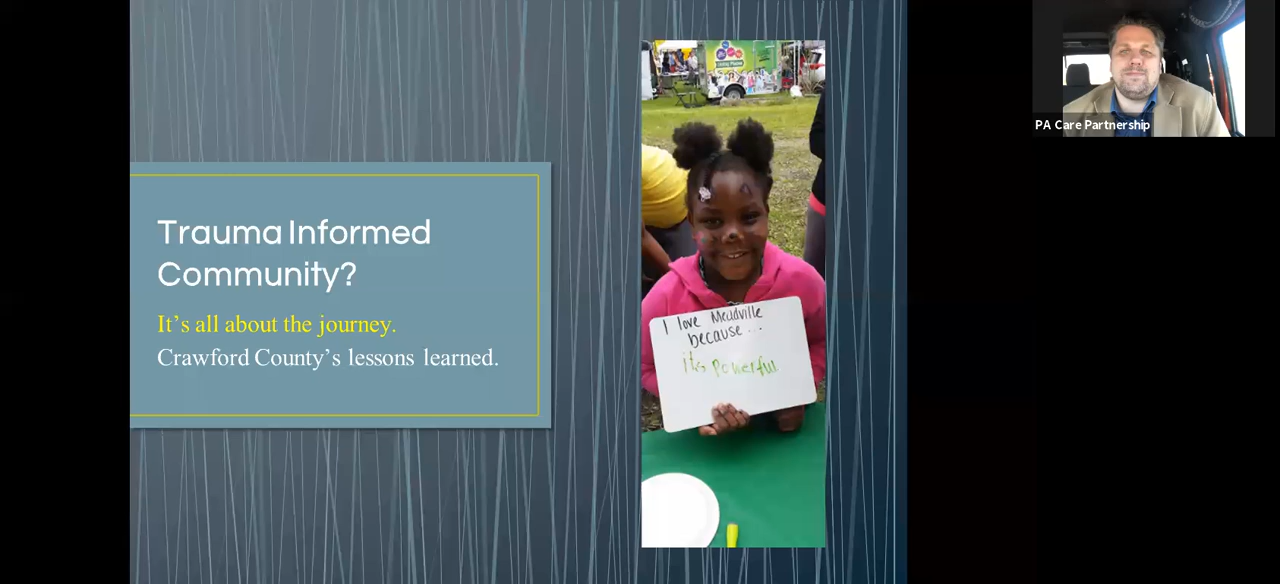 Trauma Informed
Community?
It's all about the journey.
Crawford County's lessons learned.
I love Meadville
because...
its powerful
PA Care Partnership